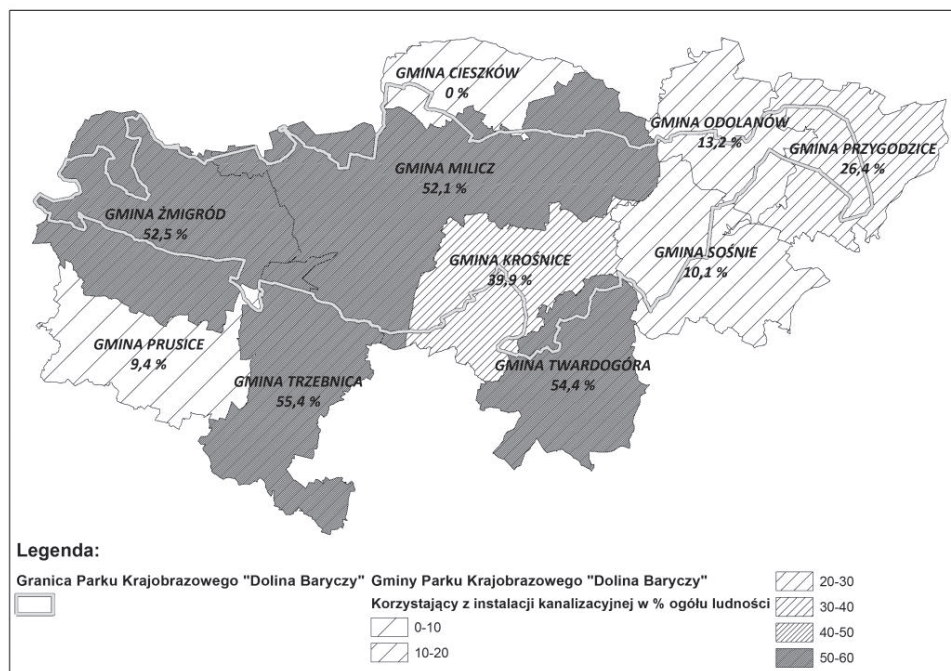 GMINA CIESZKÓW
0 %
GMINA ODOLANÓW
13,2 %
GMINA PRZYGODZICE
26,4 %
GMINA MILICZ
52,1 %
GMINA ŻMIGRÓD
52,5 %
GMINA KROŚNICE
39,9 %
GMINA SOŚNIE
10,1 %
GMINA PRUSICE
9,4 %
GMINA TRZEBNICA
55,4 %
GMINA TWARDOGÓRA
54,4 %
Legenda:
Granica Parku Krajobrazowego "Dolina Baryczy"
Gminy Parku Krajobrazowego "Dolina Baryczy"
Korzystający z instalacji kanalizacyjnej w % ogółu ludności
0-10
10-20
20-30
30-40
40-50
50-60